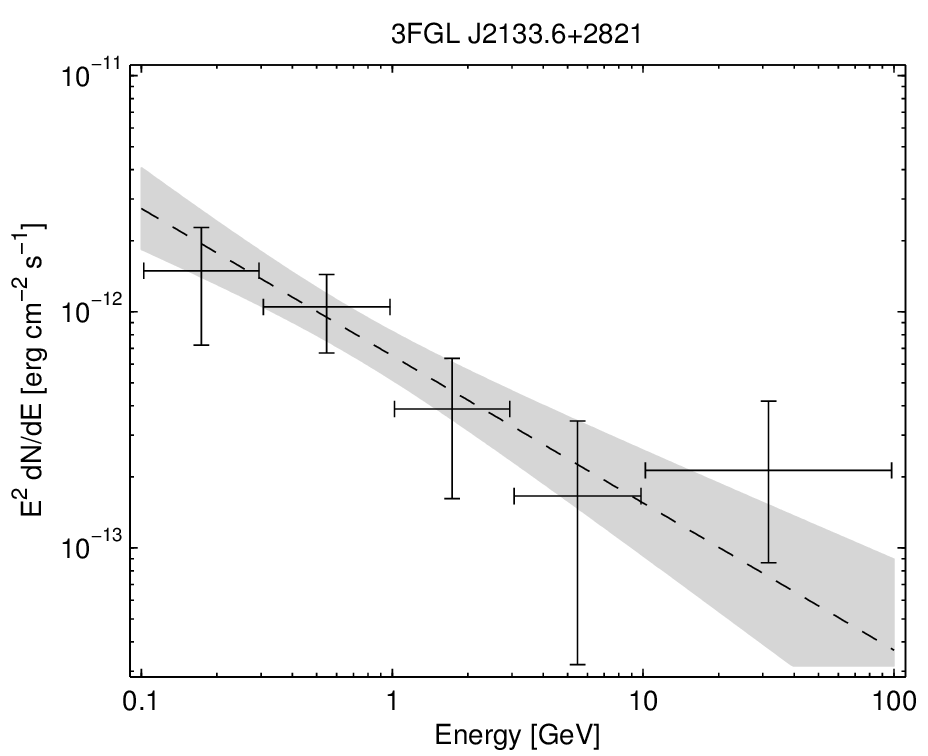 3FGL J2133.6+2821
10⁻¹¹
10⁻¹²
10⁻¹³
E² dN/dE [erg cm⁻² s⁻¹]
0.1 1 10 100
Energy [GeV]